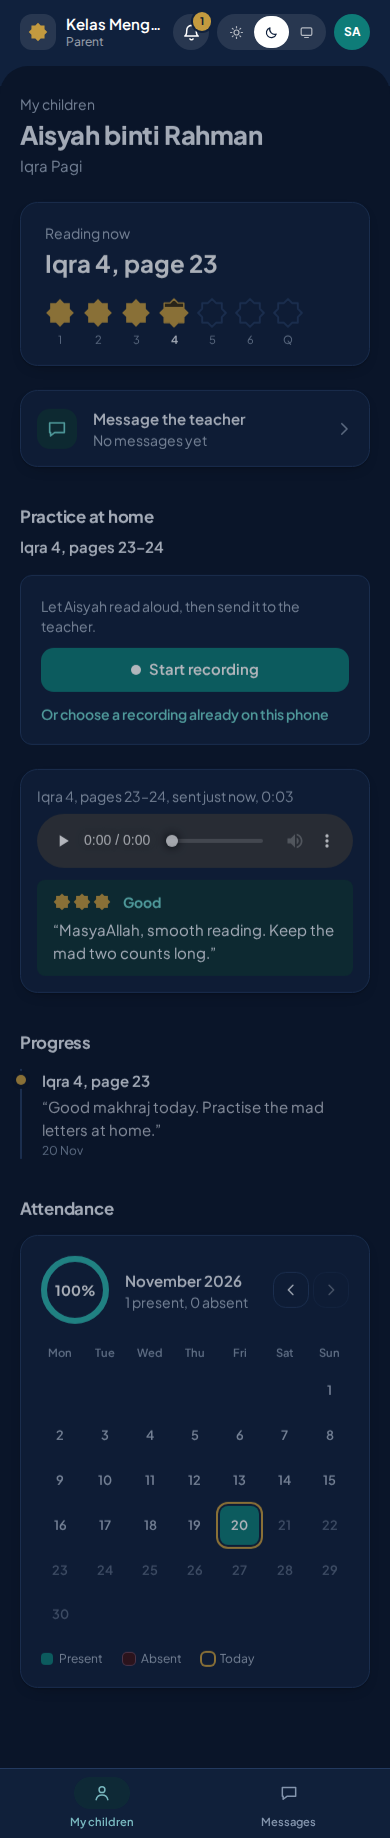 Kelas Meng...
Parent
1
SA
My children
Aisyah binti Rahman
Iqra Pagi
Reading now
Iqra 4, page 23
1 2 3 4 5 6 Q
Message the teacher
No messages yet
Practice at home
Iqra 4, pages 23–24
Let Aisyah read aloud, then send it to the
teacher.
Start recording
Or choose a recording already on this phone
Iqra 4, pages 23–24, sent just now, 0:03
0:00 / 0:00
Good
“MasyaAllah, smooth reading. Keep the
mad two counts long.”
Progress
Iqra 4, page 23
“Good makhraj today. Practise the mad
letters at home.”
20 Nov
Attendance
100%
November 2026
1 present, 0 absent
Mon Tue Wed Thu Fri Sat Sun
1
2 3 4 5 6 7 8
9 10 11 12 13 14 15
16 17 18 19 20 21 22
23 24 25 26 27 28 29
30
Present Absent Today
My children Messages